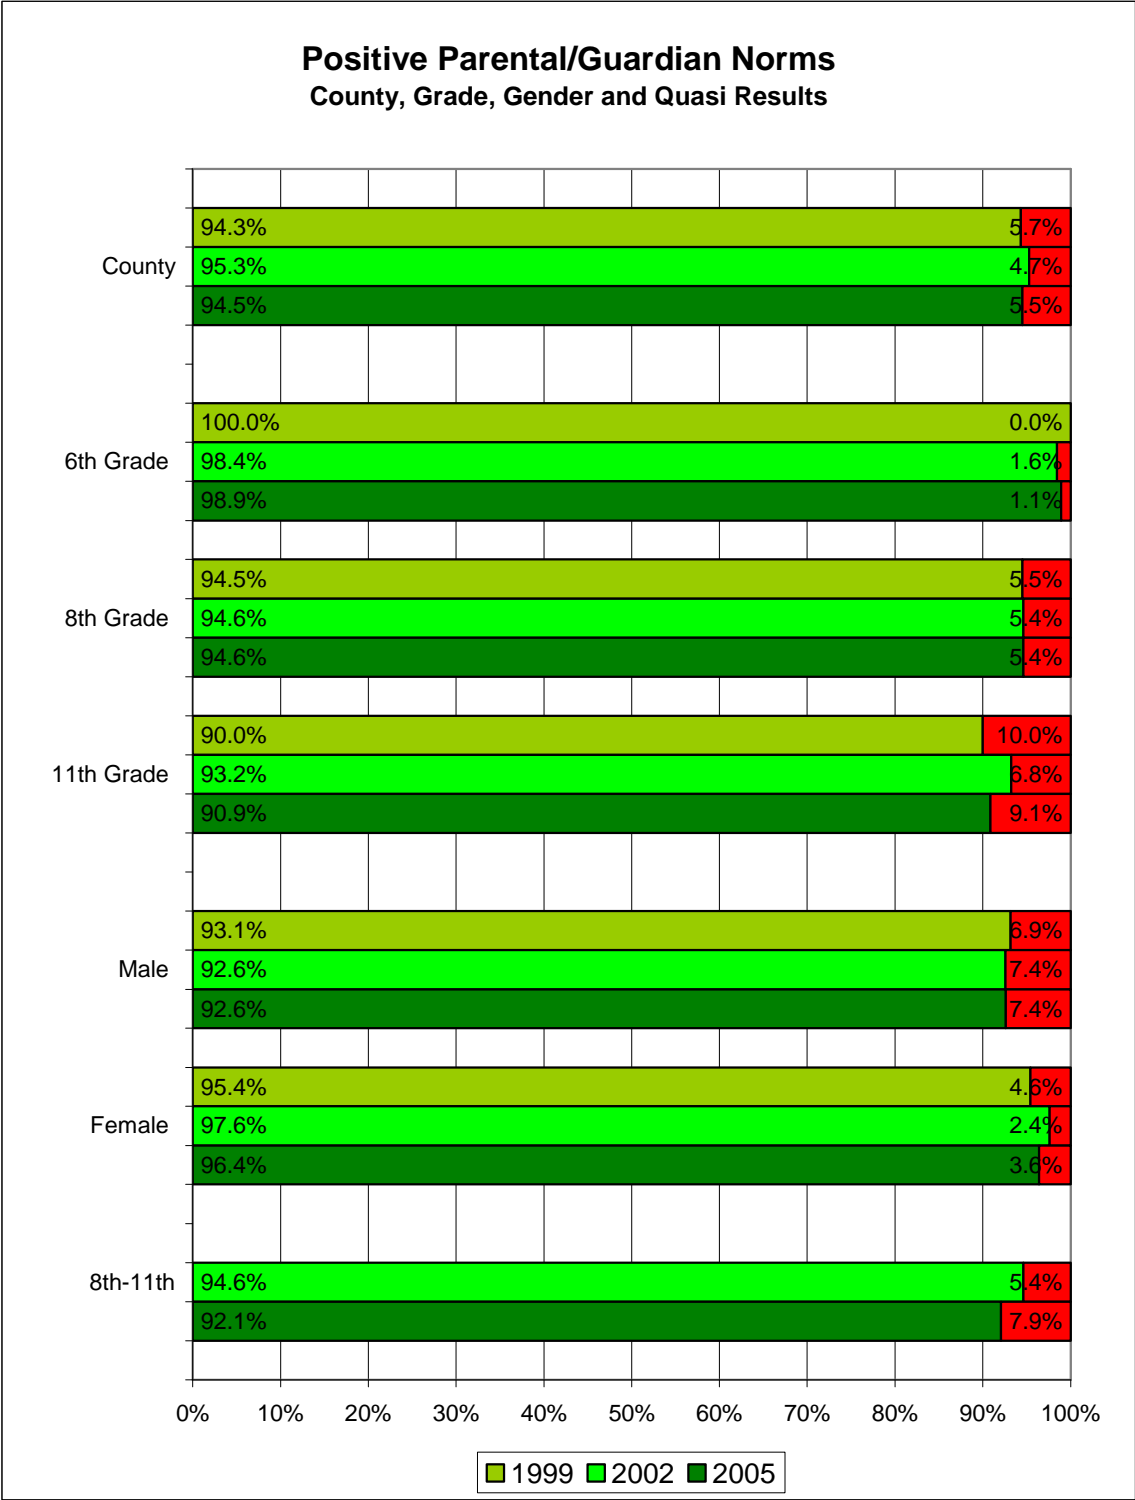 Positive Parental/Guardian Norms
County, Grade, Gender and Quasi Results
94.3% 5.7%
County 95.3% 4.7%
94.5% 5.5%
100.0% 0.0%
6th Grade 98.4% 1.6%
98.9% 1.1%
94.5% 5.5%
8th Grade 94.6% 5.4%
94.6% 5.4%
90.0% 10.0%
11th Grade 93.2% 6.8%
90.9% 9.1%
93.1% 6.9%
Male 92.6% 7.4%
92.6% 7.4%
95.4% 4.6%
Female 97.6% 2.4%
96.4% 3.6%
8th-11th 94.6% 5.4%
92.1% 7.9%
0% 10% 20% 30% 40% 50% 60% 70% 80% 90% 100%
1999 2002 2005